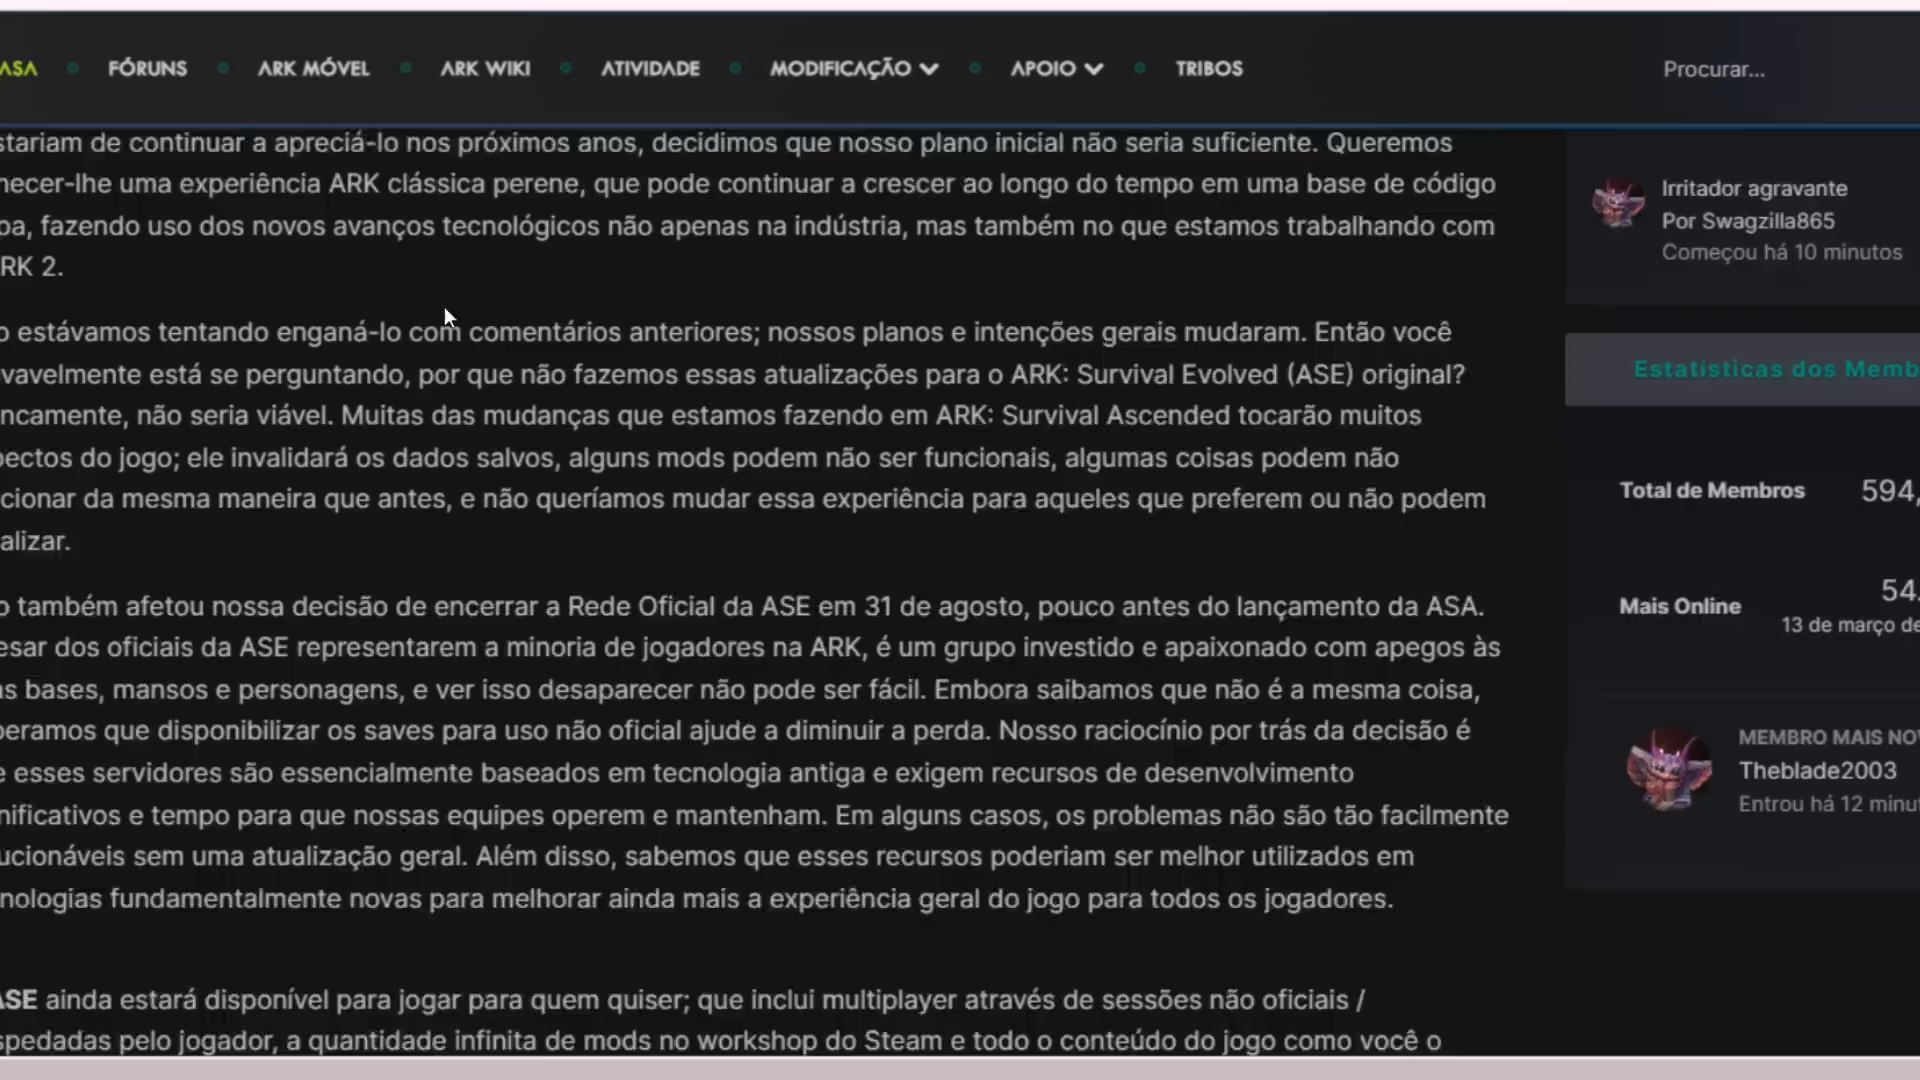 ASA FÓRUNS ARK MÓVEL ARK WIKI ATIVIDADE MODIFICAÇÃO APOIO TRIBOS Procurar...
stariam de continuar a apreciá-lo nos próximos anos, decidimos que nosso plano inicial não seria suficiente. Queremos
necer-lhe uma experiência ARK clássica perene, que pode continuar a crescer ao longo do tempo em uma base de código
pa, fazendo uso dos novos avanços tecnológicos não apenas na indústria, mas também no que estamos trabalhando com
RK 2.
o estávamos tentando enganá-lo com comentários anteriores; nossos planos e intenções gerais mudaram. Então você
vavelmente está se perguntando, por que não fazemos essas atualizações para o ARK: Survival Evolved (ASE) original?
ncamente, não seria viável. Muitas das mudanças que estamos fazendo em ARK: Survival Ascended tocarão muitos
pectos do jogo; ele invalidará os dados salvos, alguns mods podem não ser funcionais, algumas coisas podem não
cionar da mesma maneira que antes, e não queríamos mudar essa experiência para aqueles que preferem ou não podem
alizar.
o também afetou nossa decisão de encerrar a Rede Oficial da ASE em 31 de agosto, pouco antes do lançamento da ASA.
esar dos oficiais da ASE representarem a minoria de jogadores na ARK, é um grupo investido e apaixonado com apegos às
as bases, mansos e personagens, e ver isso desaparecer não pode ser fácil. Embora saibamos que não é a mesma coisa,
peramos que disponibilizar os saves para uso não oficial ajude a diminuir a perda. Nosso raciocínio por trás da decisão é
e esses servidores são essencialmente baseados em tecnologia antiga e exigem recursos de desenvolvimento
nificativos e tempo para que nossas equipes operem e mantenham. Em alguns casos, os problemas não são tão facilmente
ucionáveis sem uma atualização geral. Além disso, sabemos que esses recursos poderiam ser melhor utilizados em
nologias fundamentalmente novas para melhorar ainda mais a experiência geral do jogo para todos os jogadores.
ASE ainda estará disponível para jogar para quem quiser; que inclui multiplayer através de sessões não oficiais /
spedadas pelo jogador, a quantidade infinita de mods no workshop do Steam e todo o conteúdo do jogo como você o
Irritador agravante
Por Swagzilla865
Começou há 10 minutos
Estatísticas dos Memb
Total de Membros 594,
Mais Online 54.
13 de março de
MEMBRO MAIS NOV
Theblade2003
Entrou há 12 minut